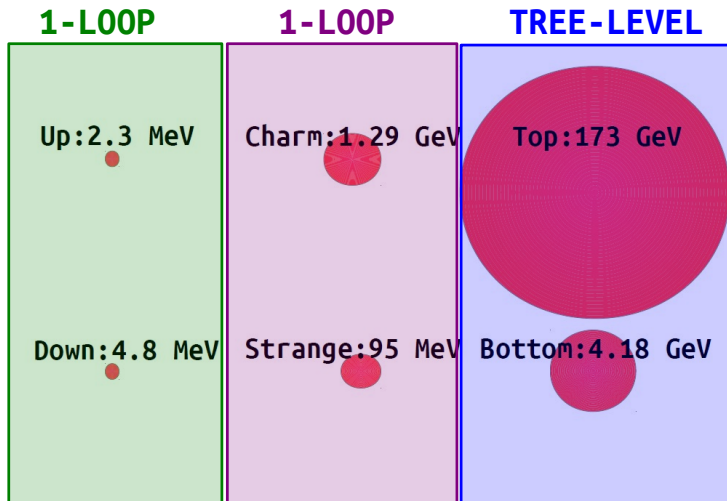 1-LOOP 1-LOOP TREE-LEVEL
Up:2.3 MeV Charm:1.29 GeV Top:173 GeV
Down:4.8 MeV Strange:95 MeV Bottom:4.18 GeV